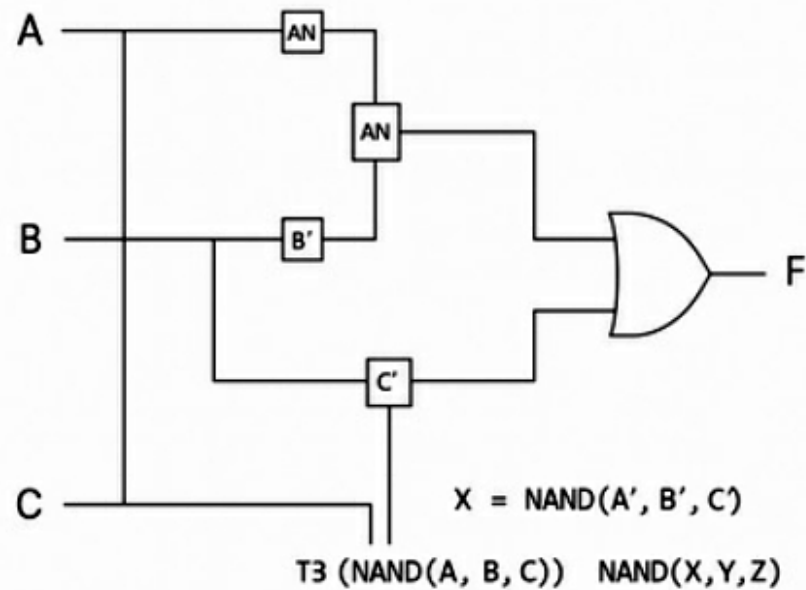 A
AN
AN
B
B′
F
C′
C
X = NAND(A′, B′, C′)
T3 (NAND(A, B, C)) NAND(X,Y,Z)